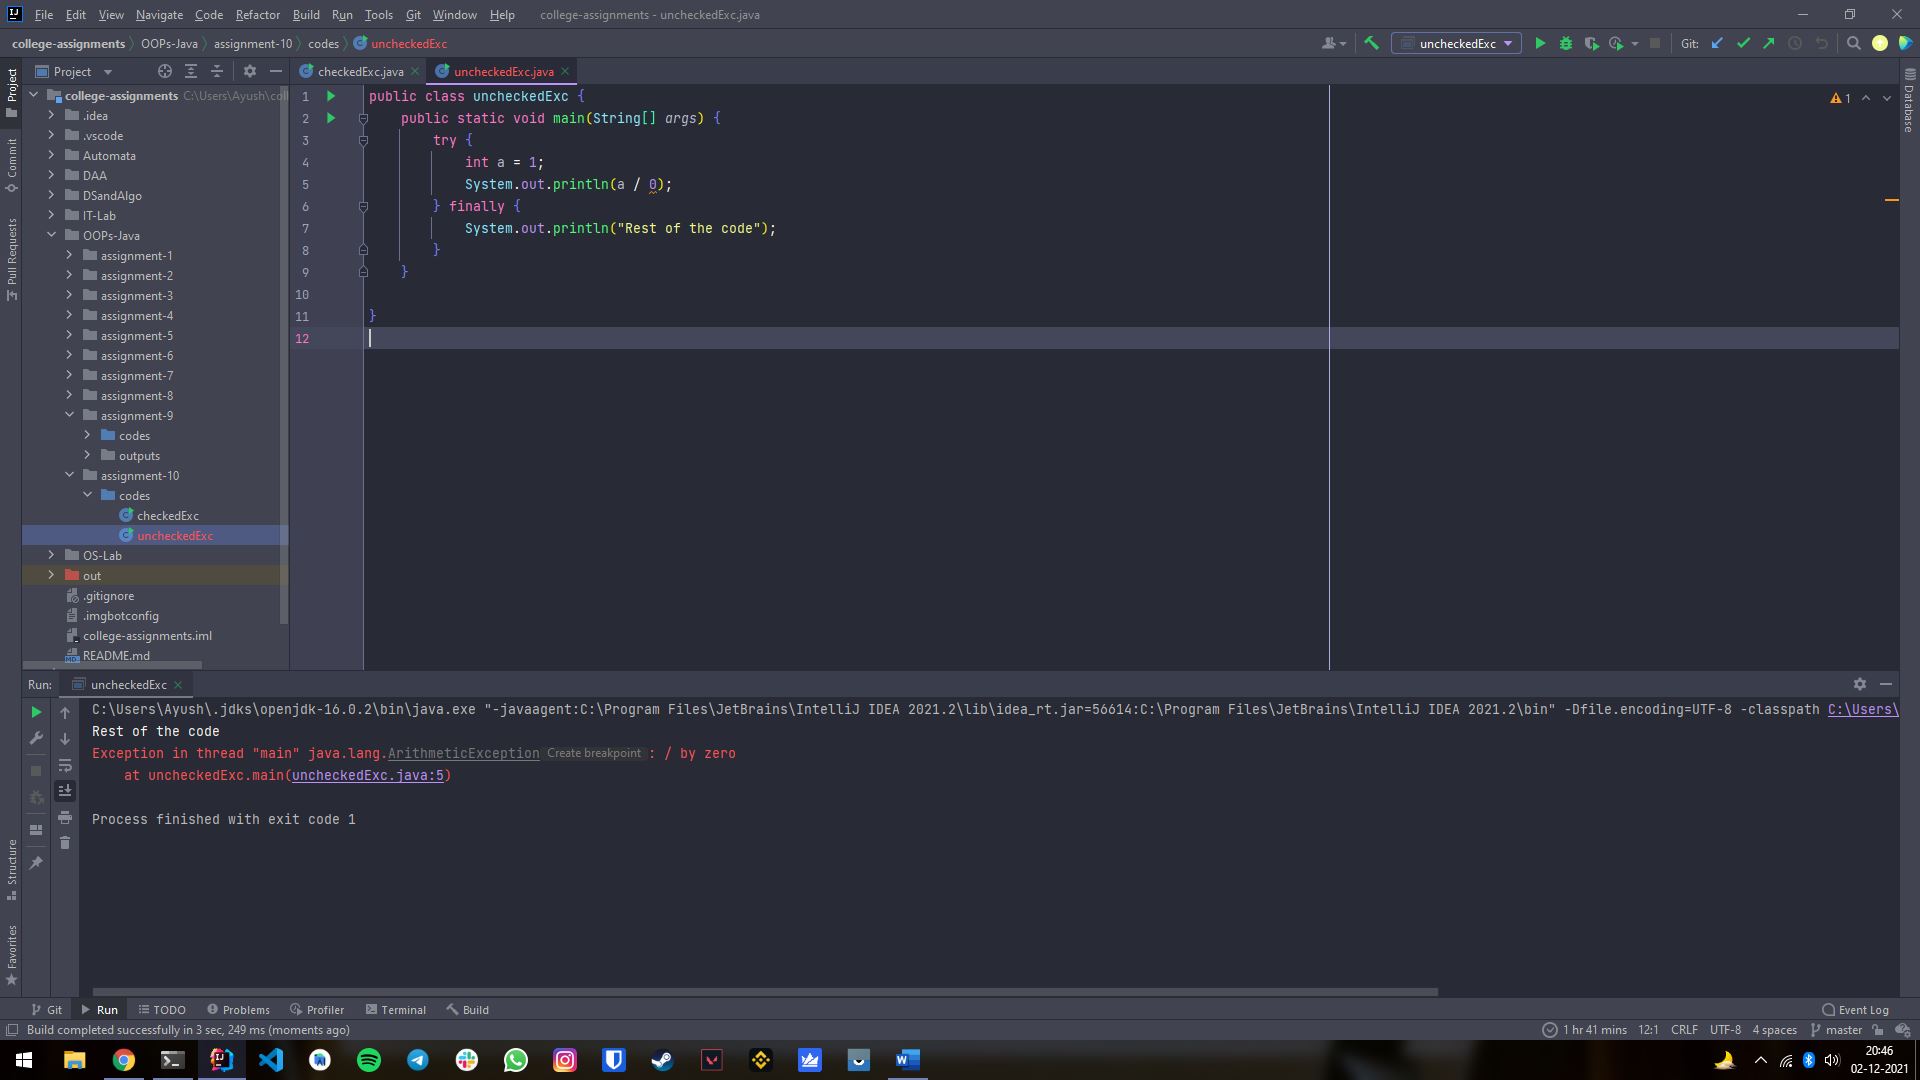 File Edit View Navigate Code Refactor Build Run Tools Git Window Help college-assignments - uncheckedExc.java
college-assignments OOPs-Java assignment-10 codes uncheckedExc
uncheckedExc
Git:
Project
checkedExc.java
uncheckedExc.java
Project
Commit
Pull Requests
Structure
Favorites
Database
college-assignments C:\Users\Ayush\coll
.idea
.vscode
Automata
DAA
DSandAlgo
IT-Lab
OOPs-Java
assignment-1
assignment-2
assignment-3
assignment-4
assignment-5
assignment-6
assignment-7
assignment-8
assignment-9
codes
outputs
assignment-10
codes
checkedExc
uncheckedExc
OS-Lab
out
.gitignore
.imgbotconfig
college-assignments.iml
README.md
1 public class uncheckedExc {
2 public static void main(String[] args) {
3 try {
4 int a = 1;
5 System.out.println(a / 0);
6 } finally {
7 System.out.println("Rest of the code");
8 }
9 }
10
11 }
12
1
Run: uncheckedExc
C:\Users\Ayush\.jdks\openjdk-16.0.2\bin\java.exe "-javaagent:C:\Program Files\JetBrains\IntelliJ IDEA 2021.2\lib\idea_rt.jar=56614:C:\Program Files\JetBrains\IntelliJ IDEA 2021.2\bin" -Dfile.encoding=UTF-8 -classpath C:\Users\
Rest of the code
Exception in thread "main" java.lang.ArithmeticException Create breakpoint : / by zero
at uncheckedExc.main(uncheckedExc.java:5)
Process finished with exit code 1
Git Run TODO Problems Profiler Terminal Build Event Log
Build completed successfully in 3 sec, 249 ms (moments ago) 1 hr 41 mins 12:1 CRLF UTF-8 4 spaces master
20:46
02-12-2021